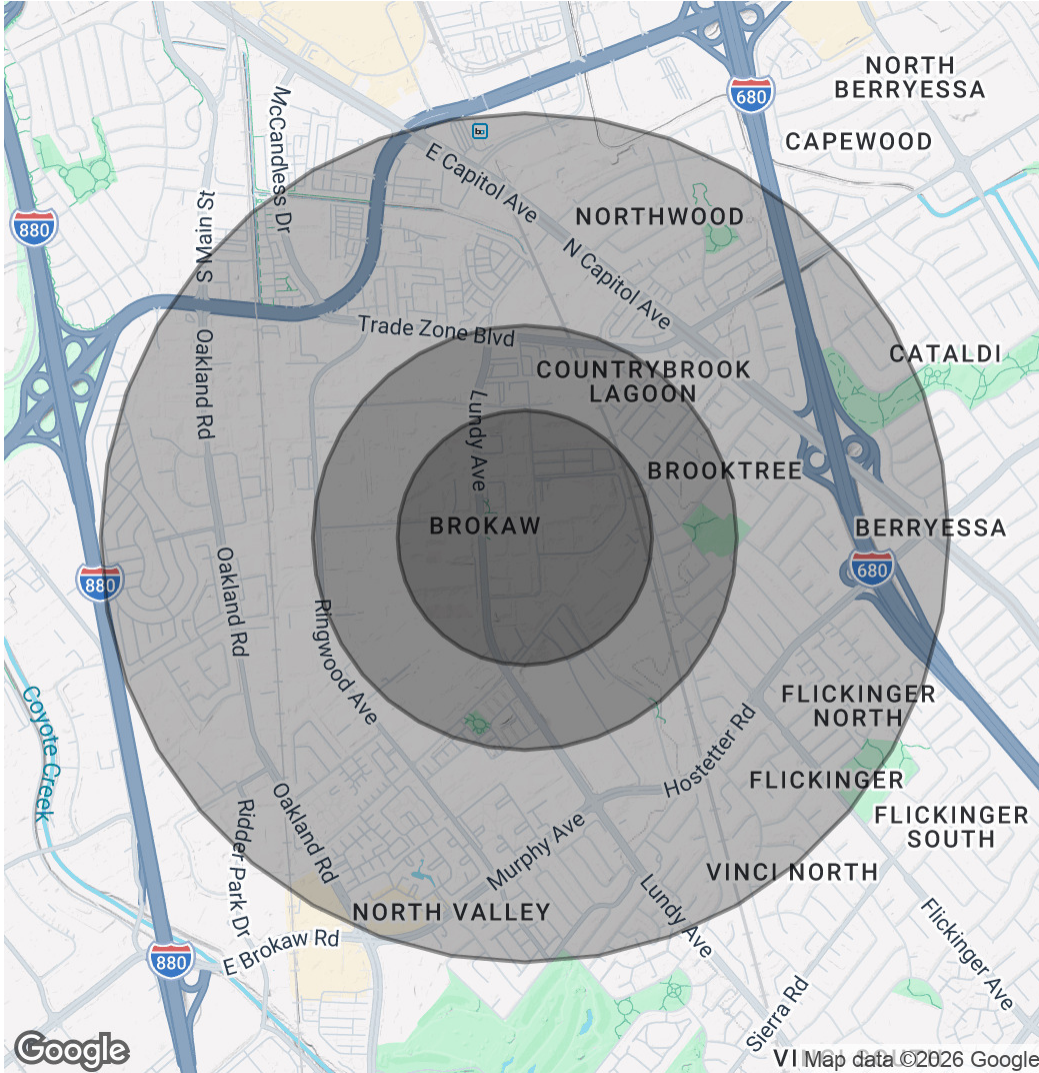 680
NORTH
BERRYESSA
CAPEWOOD
McCandless Dr
E Capitol Ave
880
S Main St
NORTHWOOD
N Capitol Ave
Trade Zone Blvd
Oakland Rd
COUNTRYBROOK
LAGOON
CATALDI
Lundy Ave
BROOKTREE
BROKAW
BERRYESSA
880
680
Oakland Rd
Ringwood Ave
Coyote Creek
FLICKINGER
NORTH
Hostetter Rd
FLICKINGER
FLICKINGER
SOUTH
Oakland Rd
Ridder Park Dr
Murphy Ave
VINCI NORTH
NORTH VALLEY
Lundy Ave
E Brokaw Rd
880
Flickinger Ave
Sierra Rd
Google
Map data ©2026 Google